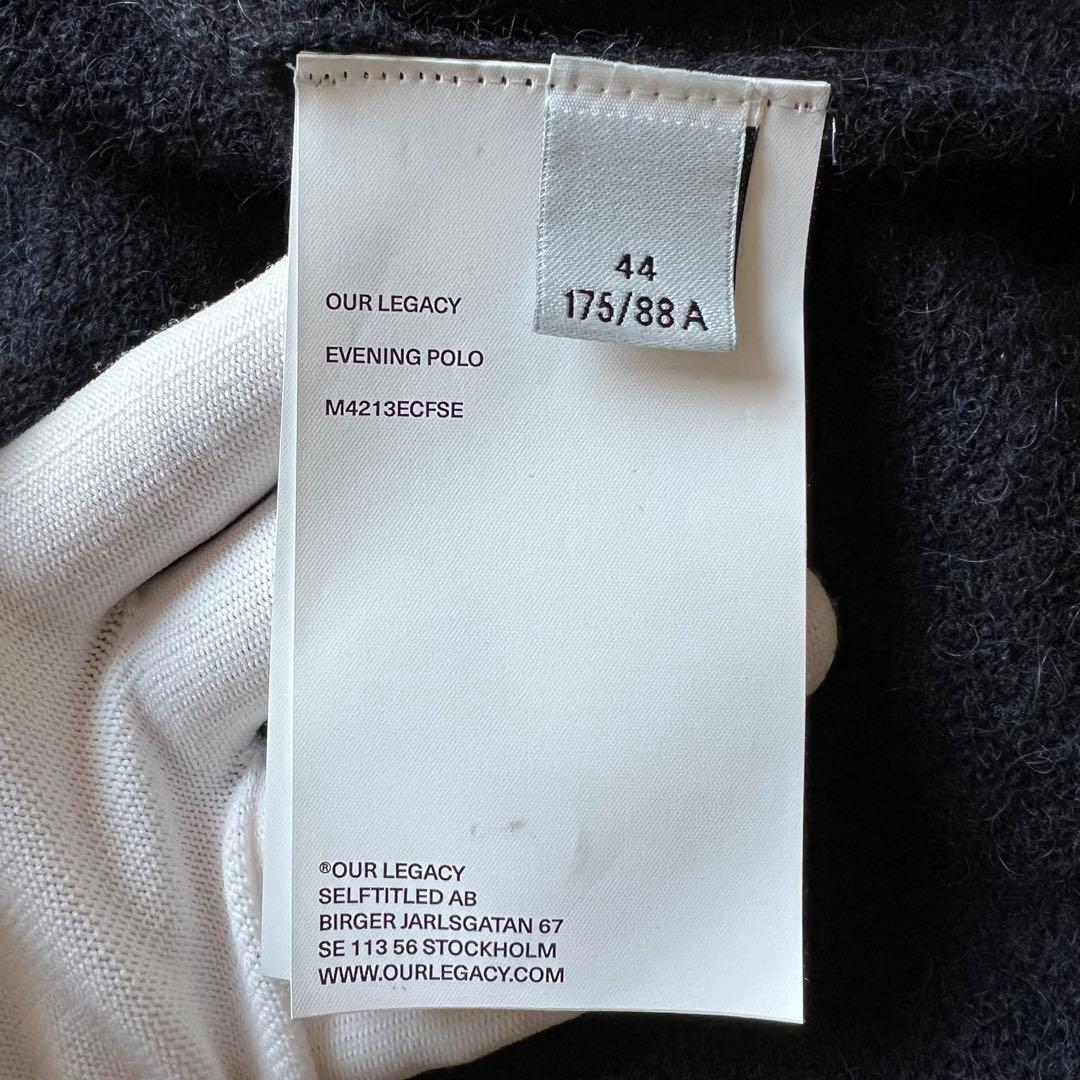 44
175/88 A
OUR LEGACY
EVENING POLO
M4213ECFSE
®OUR LEGACY
SELFTITLED AB
BIRGER JARLSGATAN 67
SE 113 56 STOCKHOLM
WWW.OURLEGACY.COM